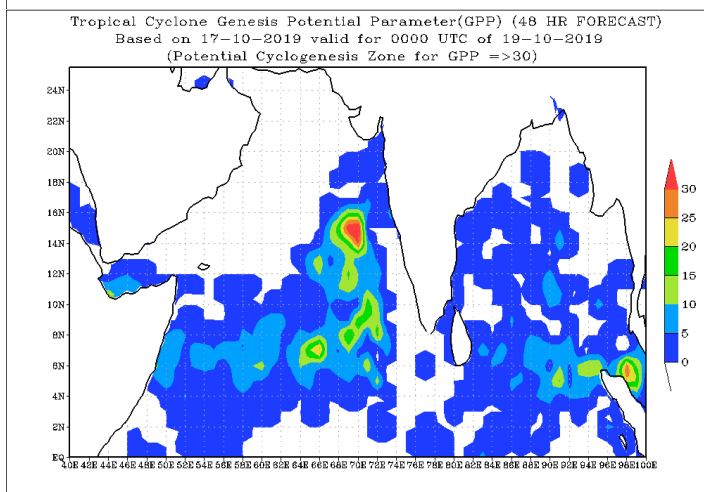 Tropical Cyclone Genesis Potential Parameter(GPP) (48 HR FORECAST)
Based on 17-10-2019 valid for 0000 UTC of 19-10-2019
(Potential Cyclogenesis Zone for GPP =>30)
24N
22N
20N
18N
16N
14N
12N
10N
8N
6N
4N
2N
EQ
40E 42E 44E 46E 48E 50E 52E 54E 56E 58E 60E 62E 64E 66E 68E 70E 72E 74E 76E 78E 80E 82E 84E 86E 88E 90E 92E 94E 96E 98E 100E
30
25
20
15
10
5
0